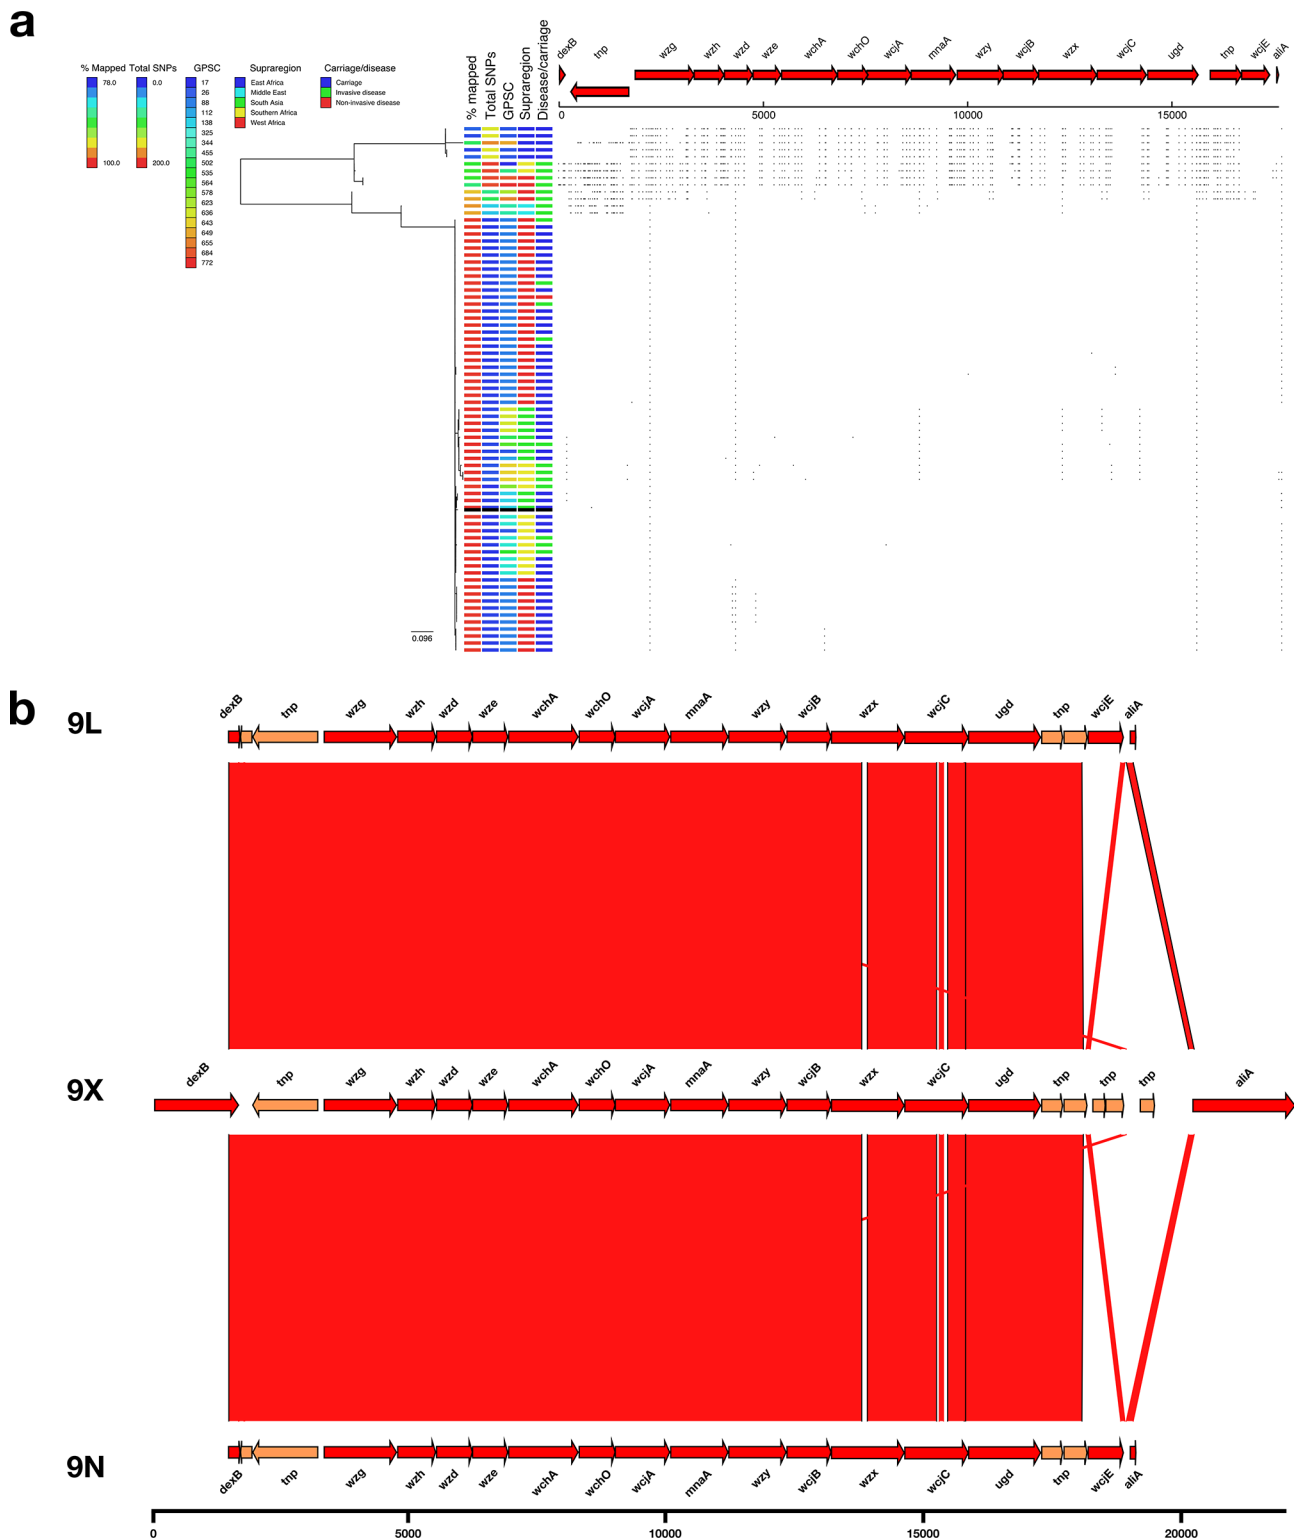 a
% Mapped Total SNPs GPSC Supraregion Carriage/disease
78.0 0.0 17 East Africa Carriage
26 Middle East Invasive disease
88 South Asia Non-invasive disease
112 Southern Africa
138 West Africa
325
344
455
100.0 200.0 502
535
564
578
623
636
643
649
655
684
772
% mapped
Total SNPs
GPSC
Supraregion
Disease/carriage
dexB tnp wzg wzh wzd wze wchA wchO wcjA mnaA wzy wcjB wzx wcjC ugd tnp wcjE aliA
0 5000 10000 15000
0.096
b
dexB tnp wzg wzh wzd wze wchA wchO wcjA mnaA wzy wcjB wzx wcjC ugd tnp wcjE aliA
9L
dexB tnp wzg wzh wzd wze wchA wchO wcjA mnaA wzy wcjB wzx wcjC ugd tnp tnp tnp aliA
9X
9N
dexB tnp wzg wzh wzd wze wchA wchO wcjA mnaA wzy wcjB wzx wcjC ugd tnp wcjE aliA
0 5000 10000 15000 20000